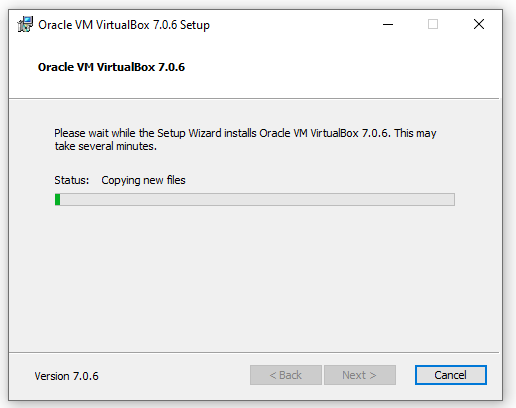 Oracle VM VirtualBox 7.0.6 Setup
Oracle VM VirtualBox 7.0.6
Please wait while the Setup Wizard installs Oracle VM VirtualBox 7.0.6. This may
take several minutes.
Status: Copying new files
Version 7.0.6
< Back
Next >
Cancel